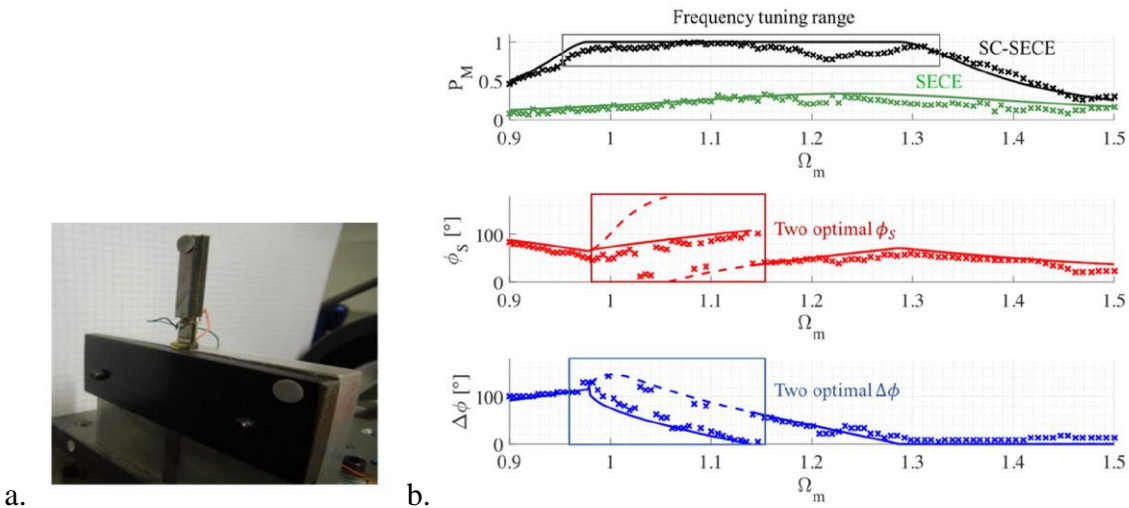 Frequency tuning range
1
0.5
0
P_M
SC-SECE
SECE
0.9 1 1.1 1.2 1.3 1.4 1.5
Ω_m
100
0
ϕ_S [°]
Two optimal ϕ_S
0.9 1 1.1 1.2 1.3 1.4 1.5
Ω_m
100
0
Δϕ [°]
Two optimal Δϕ
0.9 1 1.1 1.2 1.3 1.4 1.5
Ω_m
a. b.